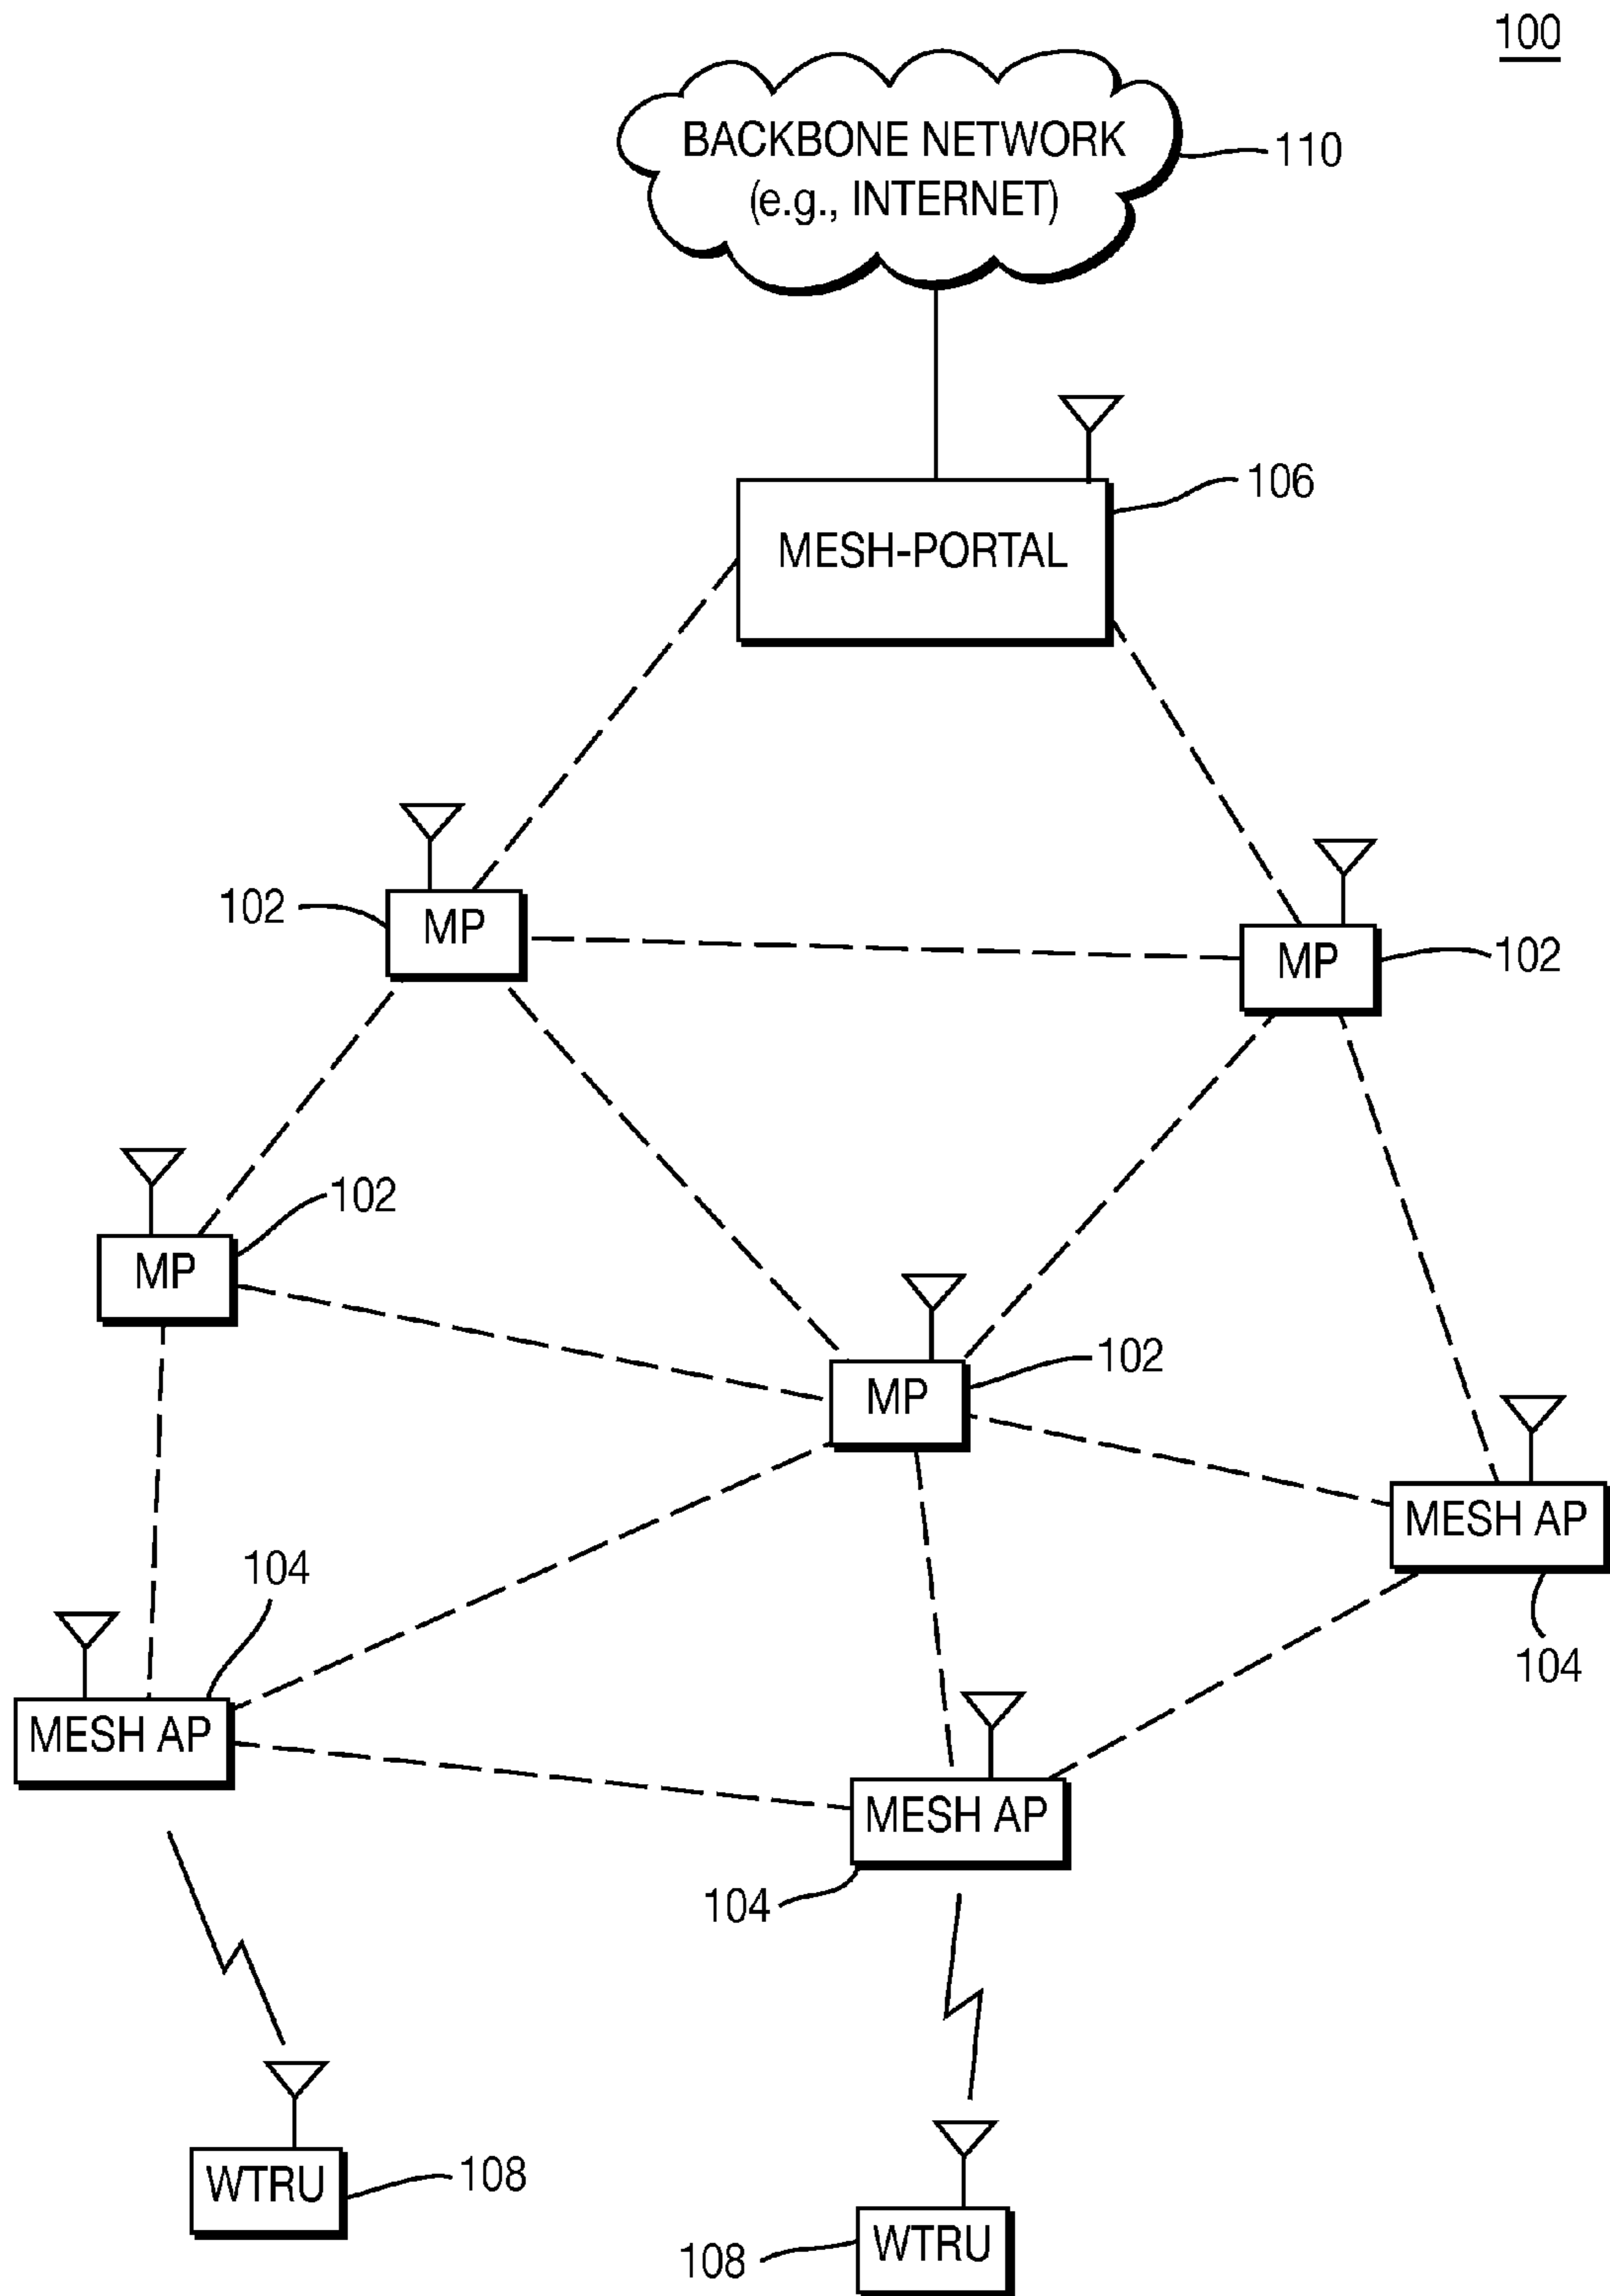 100
BACKBONE NETWORK
(e.g., INTERNET)
110
106
MESH-PORTAL
102
MP
MP
102
102
MP
102
MP
MESH AP
104
104
MESH AP
MESH AP
104
WTRU
108
WTRU
108